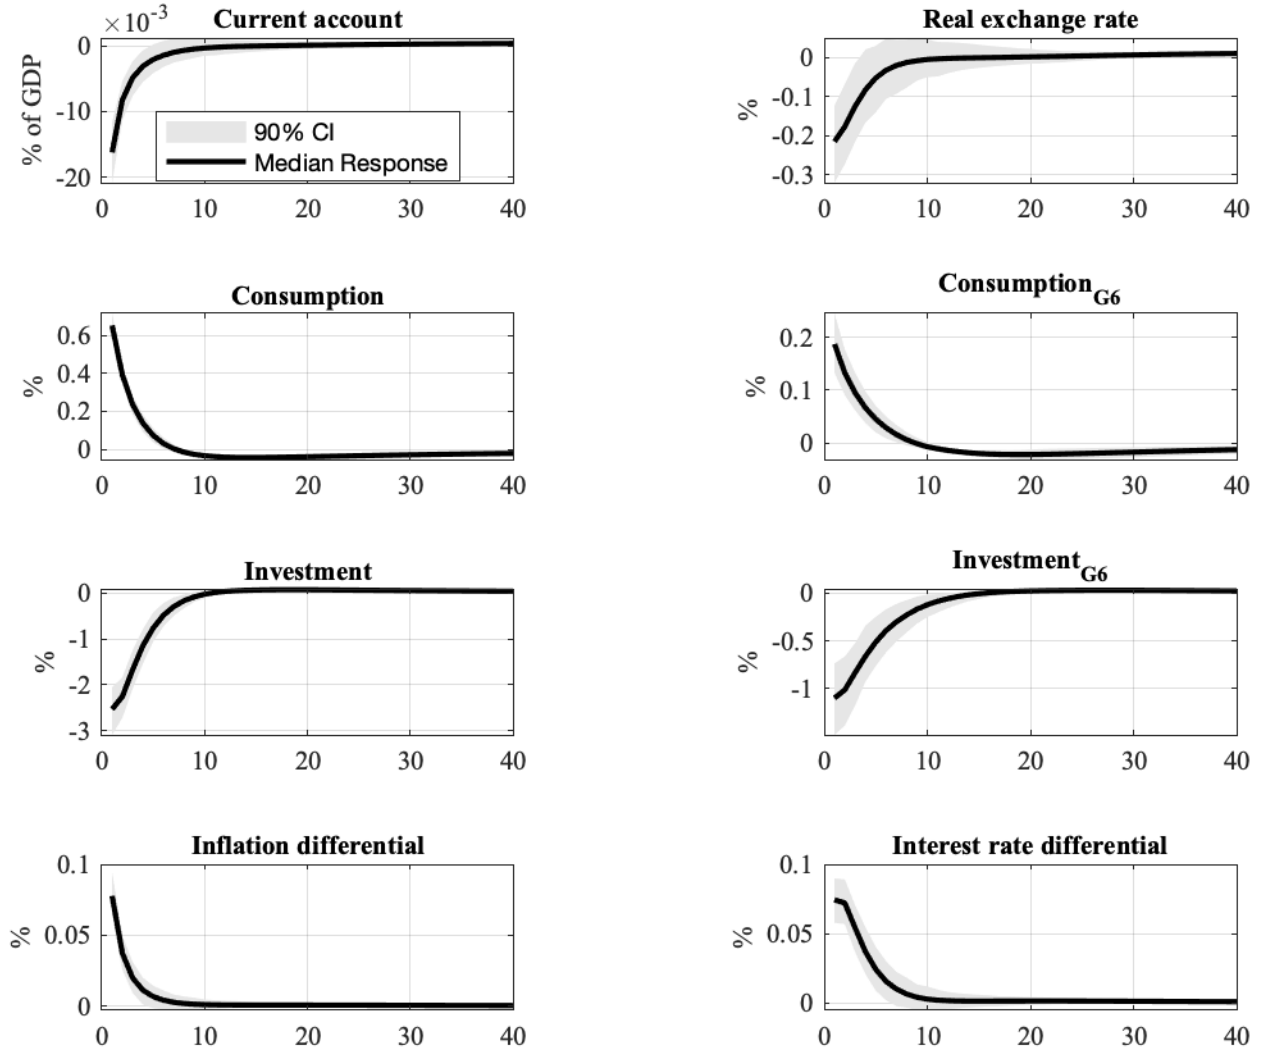 ×10⁻³
Current account
% of GDP
0
-10
-20
90% CI
Median Response
0 10 20 30 40
Real exchange rate
%
0
-0.1
-0.2
-0.3
0 10 20 30 40
Consumption
%
0.6
0.4
0.2
0
0 10 20 30 40
Consumption_G6
%
0.2
0.1
0
0 10 20 30 40
Investment
%
0
-1
-2
-3
0 10 20 30 40
Investment_G6
%
0
-0.5
-1
0 10 20 30 40
Inflation differential
%
0.1
0.05
0
0 10 20 30 40
Interest rate differential
%
0.1
0.05
0
0 10 20 30 40